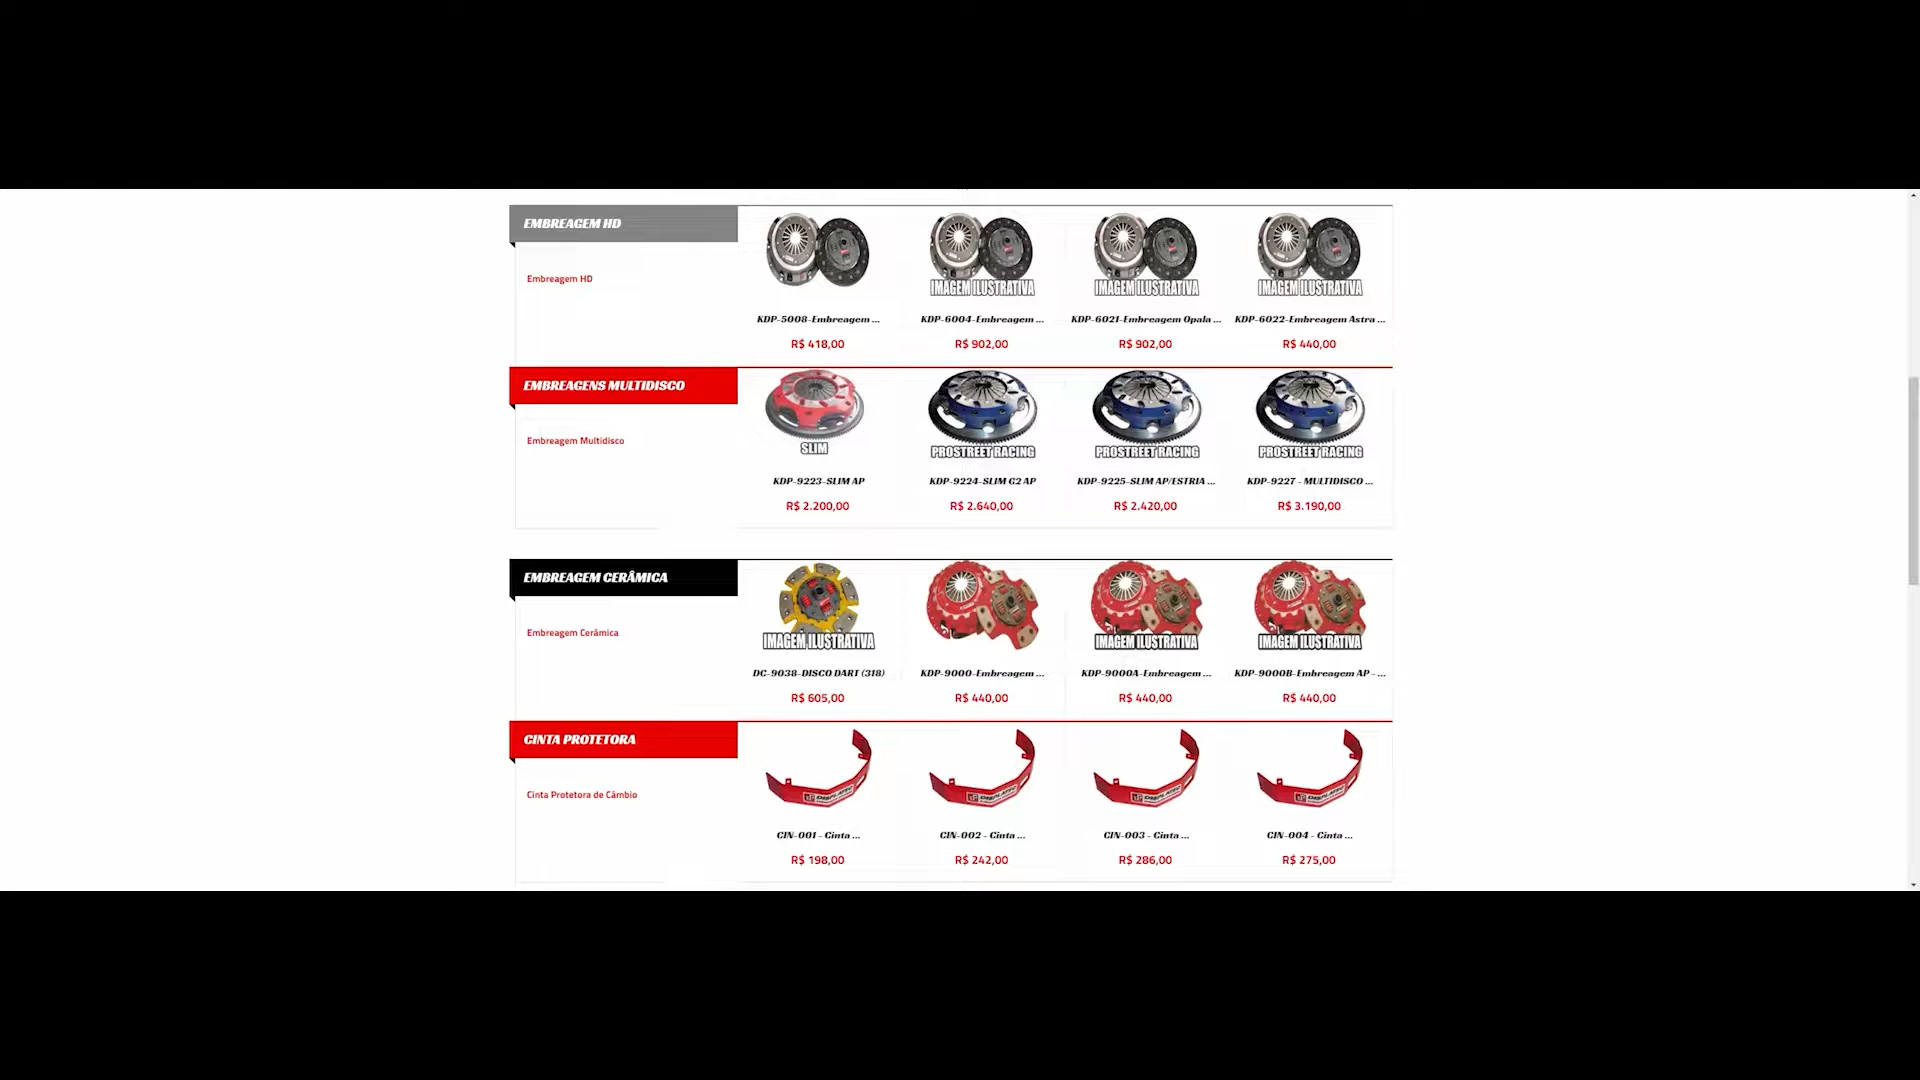 EMBREAGEM HD
Embreagem HD
IMAGEM ILUSTRATIVA
IMAGEM ILUSTRATIVA
IMAGEM ILUSTRATIVA
KDP-5008-Embreagem ...
KDP-6004-Embreagem ...
KDP-6021-Embreagem Opala ...
KDP-6022-Embreagem Astra ...
R$ 418,00
R$ 902,00
R$ 902,00
R$ 440,00
EMBREAGENS MULTIDISCO
Embreagem Multidisco
SLIM
PROSTREET RACING
PROSTREET RACING
PROSTREET RACING
KDP-9223-SLIM AP
KDP-9224-SLIM G2 AP
KDP-9225-SLIM AP/ESTRIA ...
KDP-9227 - MULTIDISCO ...
R$ 2.200,00
R$ 2.640,00
R$ 2.420,00
R$ 3.190,00
EMBREAGEM CERÂMICA
Embreagem Cerâmica
IMAGEM ILUSTRATIVA
IMAGEM ILUSTRATIVA
IMAGEM ILUSTRATIVA
DC-9038-DISCO DART (318)
KDP-9000-Embreagem ...
KDP-9000A-Embreagem ...
KDP-9000B-Embreagem AP - ...
R$ 605,00
R$ 440,00
R$ 440,00
R$ 440,00
CINTA PROTETORA
Cinta Protetora de Câmbio
DISPLATEC
DISPLATEC
DISPLATEC
DISPLATEC
CIN-001 - Cinta ...
CIN-002 - Cinta ...
CIN-003 - Cinta ...
CIN-004 - Cinta ...
R$ 198,00
R$ 242,00
R$ 286,00
R$ 275,00